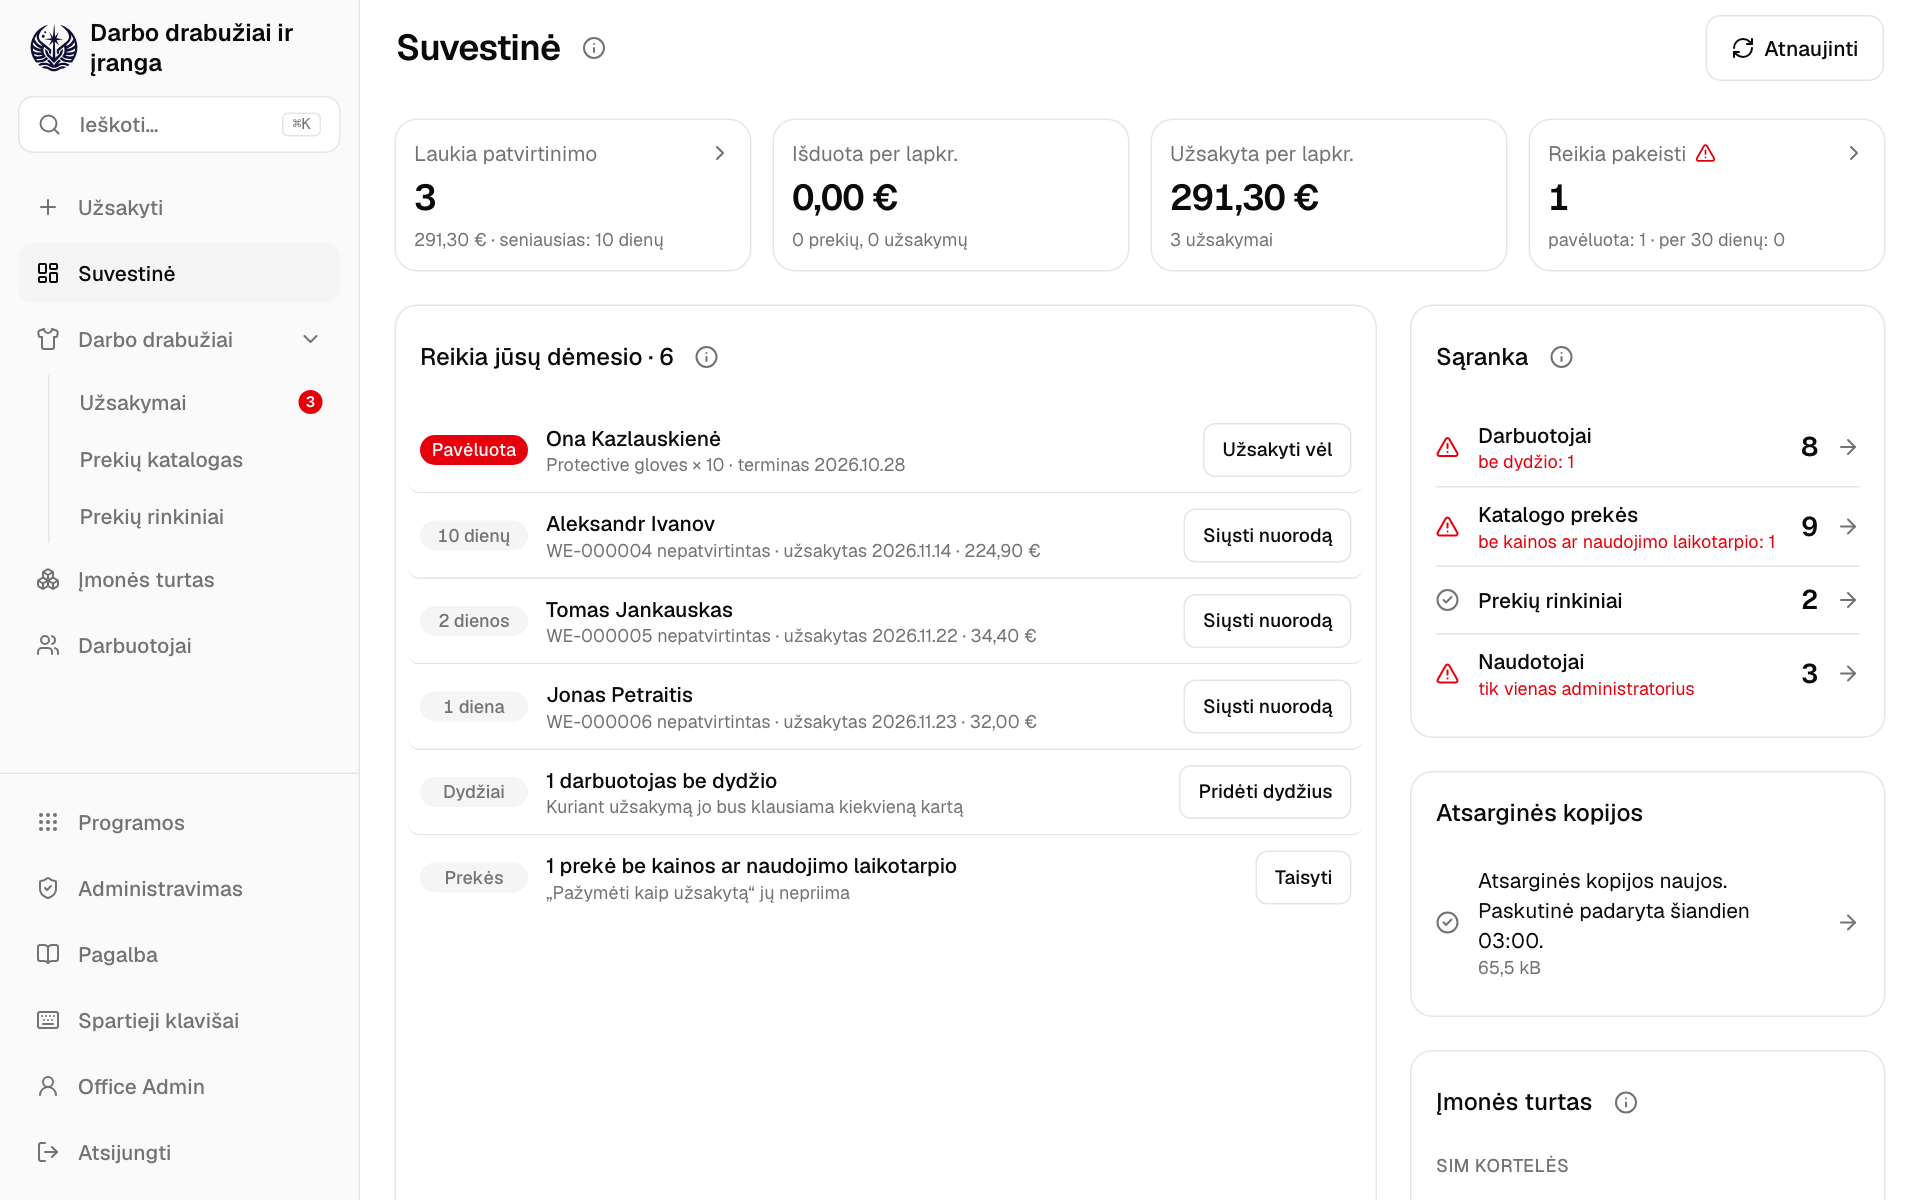 Darbo drabužiai ir
įranga
Ieškoti...
⌘K
Užsakyti
Suvestinė
Darbo drabužiai
Užsakymai
3
Prekių katalogas
Prekių rinkiniai
Įmonės turtas
Darbuotojai
Programos
Administravimas
Pagalba
Spartieji klavišai
Office Admin
Atsijungti
Suvestinė
Atnaujinti
Laukia patvirtinimo
3
291,30 € · seniausias: 10 dienų
Išduota per lapkr.
0,00 €
0 prekių, 0 užsakymų
Užsakyta per lapkr.
291,30 €
3 užsakymai
Reikia pakeisti
1
pavėluota: 1 · per 30 dienų: 0
Reikia jūsų dėmesio · 6
Pavėluota
Ona Kazlauskienė
Protective gloves × 10 · terminas 2026.10.28
Užsakyti vėl
10 dienų
Aleksandr Ivanov
WE-000004 nepatvirtintas · užsakytas 2026.11.14 · 224,90 €
Siųsti nuorodą
2 dienos
Tomas Jankauskas
WE-000005 nepatvirtintas · užsakytas 2026.11.22 · 34,40 €
Siųsti nuorodą
1 diena
Jonas Petraitis
WE-000006 nepatvirtintas · užsakytas 2026.11.23 · 32,00 €
Siųsti nuorodą
Dydžiai
1 darbuotojas be dydžio
Kuriant užsakymą jo bus klausiama kiekvieną kartą
Pridėti dydžius
Prekės
1 prekė be kainos ar naudojimo laikotarpio
„Pažymėti kaip užsakytą“ jų nepriima
Taisyti
Sąranka
Darbuotojai
be dydžio: 1
8
Katalogo prekės
be kainos ar naudojimo laikotarpio: 1
9
Prekių rinkiniai
2
Naudotojai
tik vienas administratorius
3
Atsarginės kopijos
Atsarginės kopijos naujos.
Paskutinė padaryta šiandien
03:00.
65,5 kB
Įmonės turtas
SIM KORTELĖS